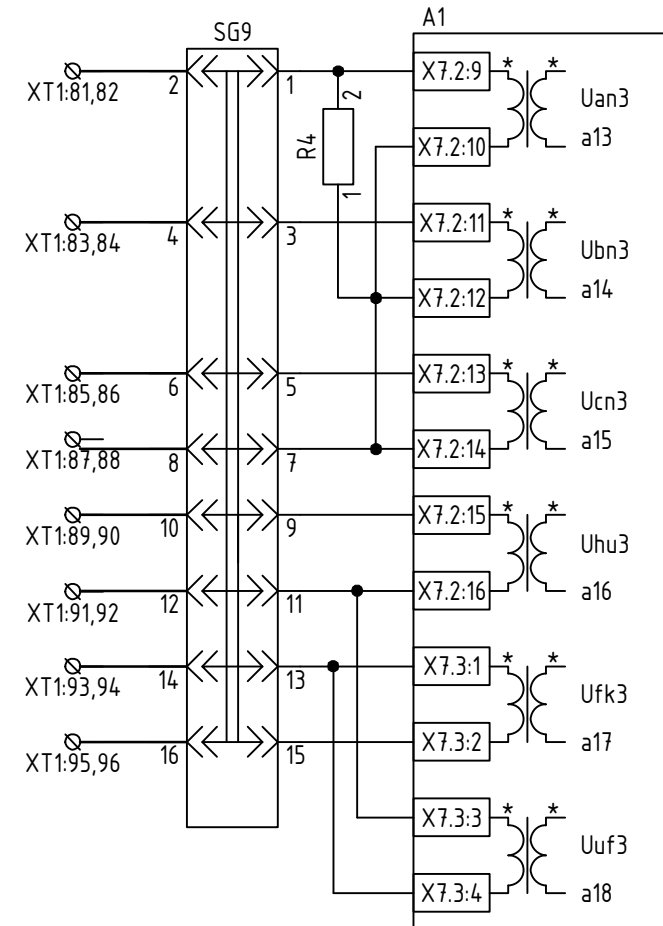 A1
SG9
XT1:81,82
2
1
X7.2:9
*
*
Uan3
a13
R4
2
1
X7.2:10
XT1:83,84
4
3
X7.2:11
*
*
Ubn3
a14
X7.2:12
XT1:85,86
6
5
X7.2:13
*
*
Ucn3
a15
XT1:87,88
8
7
X7.2:14
XT1:89,90
10
9
X7.2:15
*
*
Uhu3
a16
XT1:91,92
12
11
X7.2:16
XT1:93,94
14
13
X7.3:1
*
*
Ufk3
a17
XT1:95,96
16
15
X7.3:2
X7.3:3
*
*
Uuf3
a18
X7.3:4